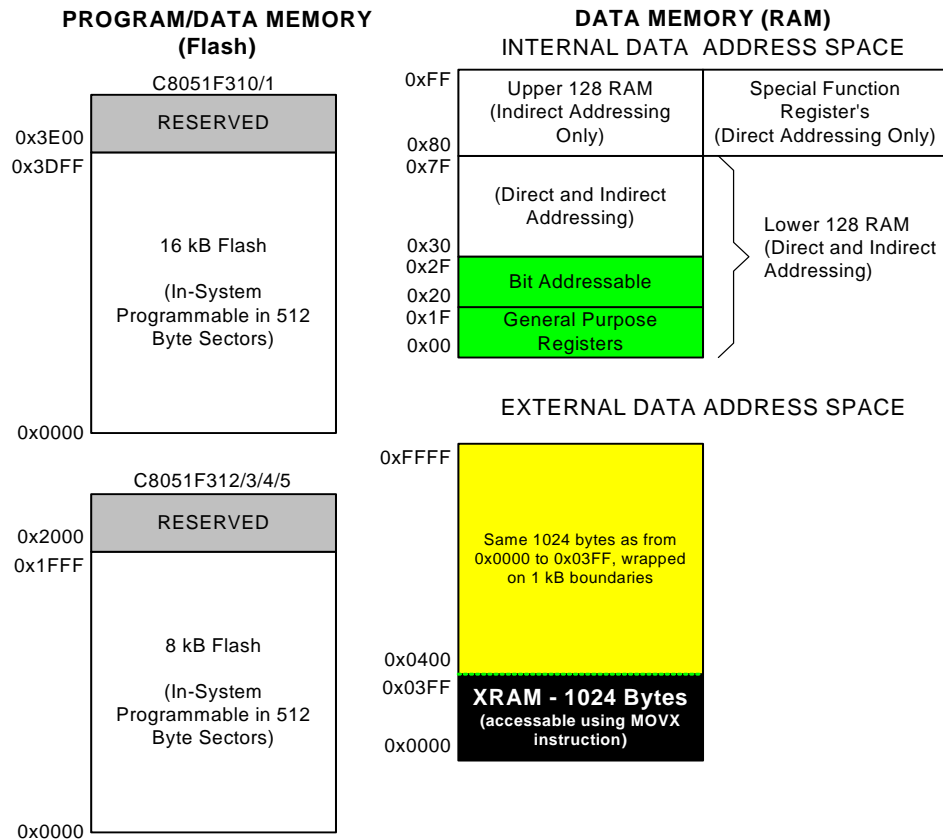 PROGRAM/DATA MEMORY
(Flash)
C8051F310/1
RESERVED
0x3E00
0x3DFF
16 kB Flash
(In-System
Programmable in 512
Byte Sectors)
0x0000
C8051F312/3/4/5
RESERVED
0x2000
0x1FFF
8 kB Flash
(In-System
Programmable in 512
Byte Sectors)
0x0000
DATA MEMORY (RAM)
INTERNAL DATA ADDRESS SPACE
0xFF
Upper 128 RAM
(Indirect Addressing
Only)
Special Function
Register's
(Direct Addressing Only)
0x80
0x7F
(Direct and Indirect
Addressing)
Lower 128 RAM
(Direct and Indirect
Addressing)
0x30
0x2F
Bit Addressable
0x20
0x1F
General Purpose
Registers
0x00
EXTERNAL DATA ADDRESS SPACE
0xFFFF
Same 1024 bytes as from
0x0000 to 0x03FF, wrapped
on 1 kB boundaries
0x0400
0x03FF
XRAM - 1024 Bytes
(accessable using MOVX
instruction)
0x0000